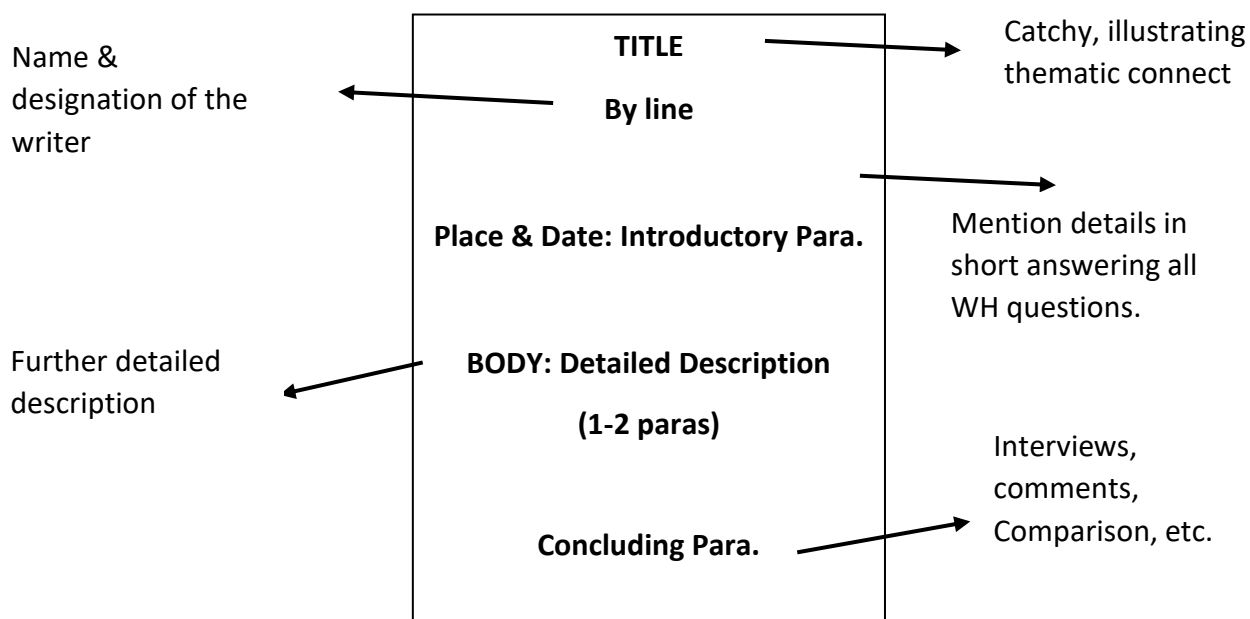 TITLE
Catchy, illustrating
thematic connect
Name &
designation of the
writer
By line
Place & Date: Introductory Para.
Mention details in
short answering all
WH questions.
Further detailed
description
BODY: Detailed Description
(1-2 paras)
Interviews,
comments,
Comparison, etc.
Concluding Para.